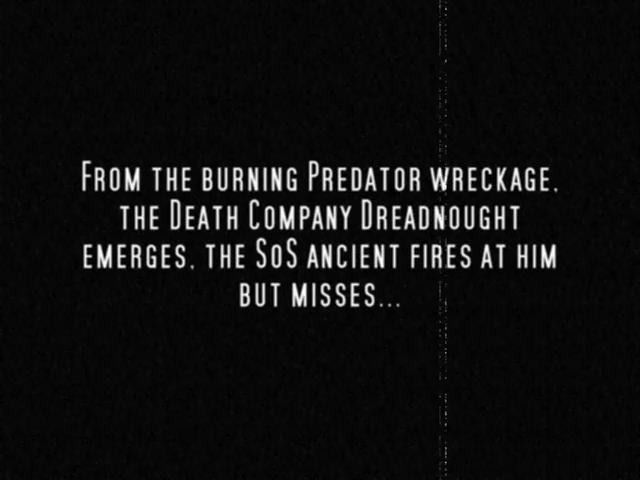 From the burning Predator wreckage,
the Death Company Dreadnought
emerges, the SoS ancient fires at him
but misses...